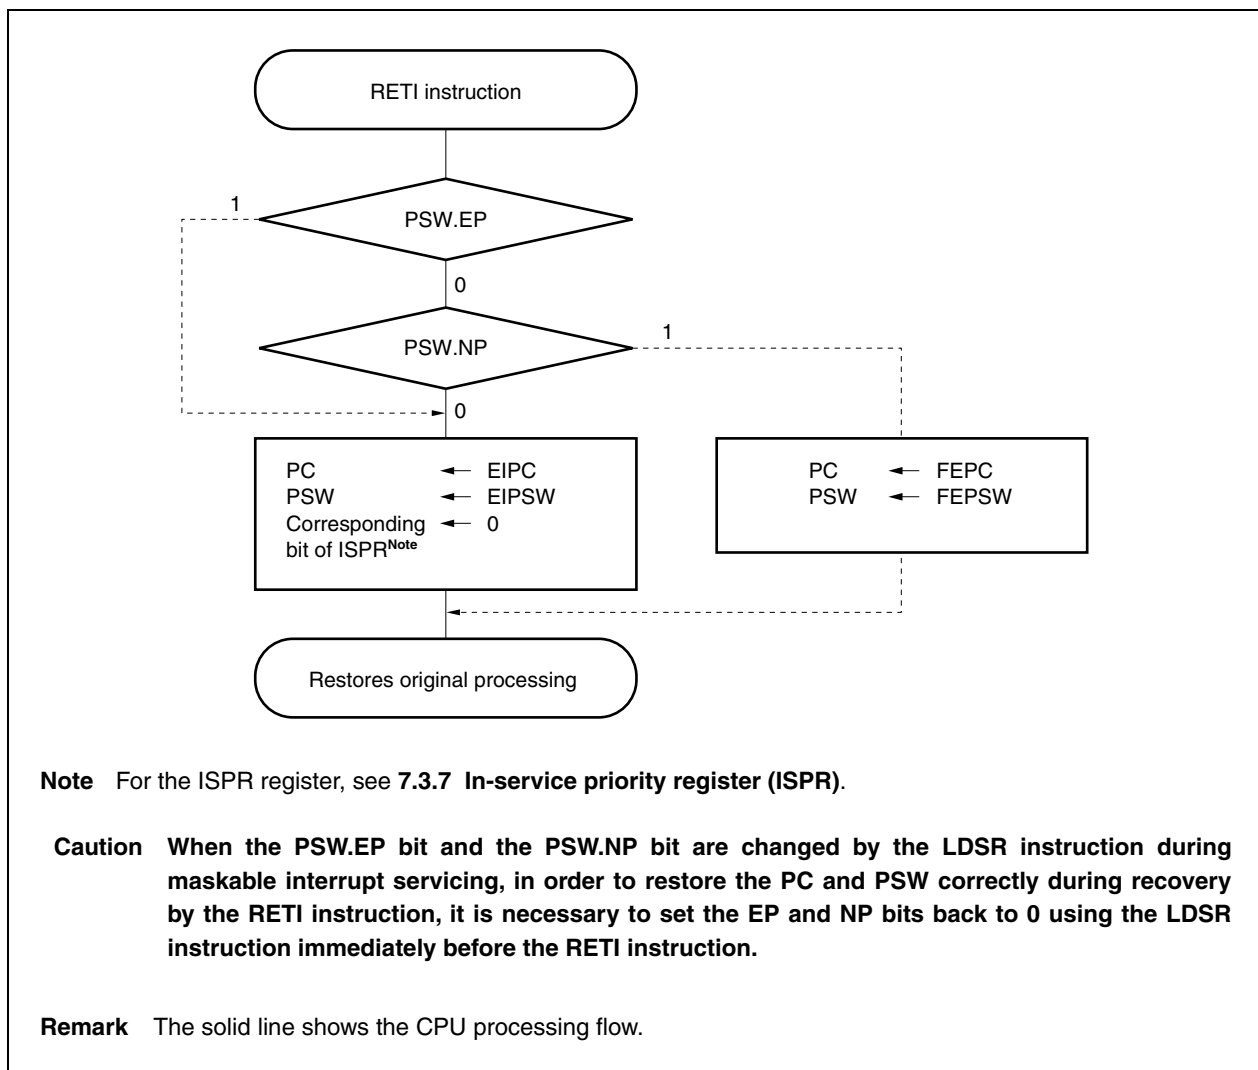 RETI instruction
1
PSW.EP
0
PSW.NP
1
0
PC ← EIPC
PSW ← EIPSW
Corresponding ← 0
bit of ISPRNote
PC ← FEPC
PSW ← FEPSW
Restores original processing
Note For the ISPR register, see 7.3.7 In-service priority register (ISPR).
Caution When the PSW.EP bit and the PSW.NP bit are changed by the LDSR instruction during
maskable interrupt servicing, in order to restore the PC and PSW correctly during recovery
by the RETI instruction, it is necessary to set the EP and NP bits back to 0 using the LDSR
instruction immediately before the RETI instruction.
Remark The solid line shows the CPU processing flow.